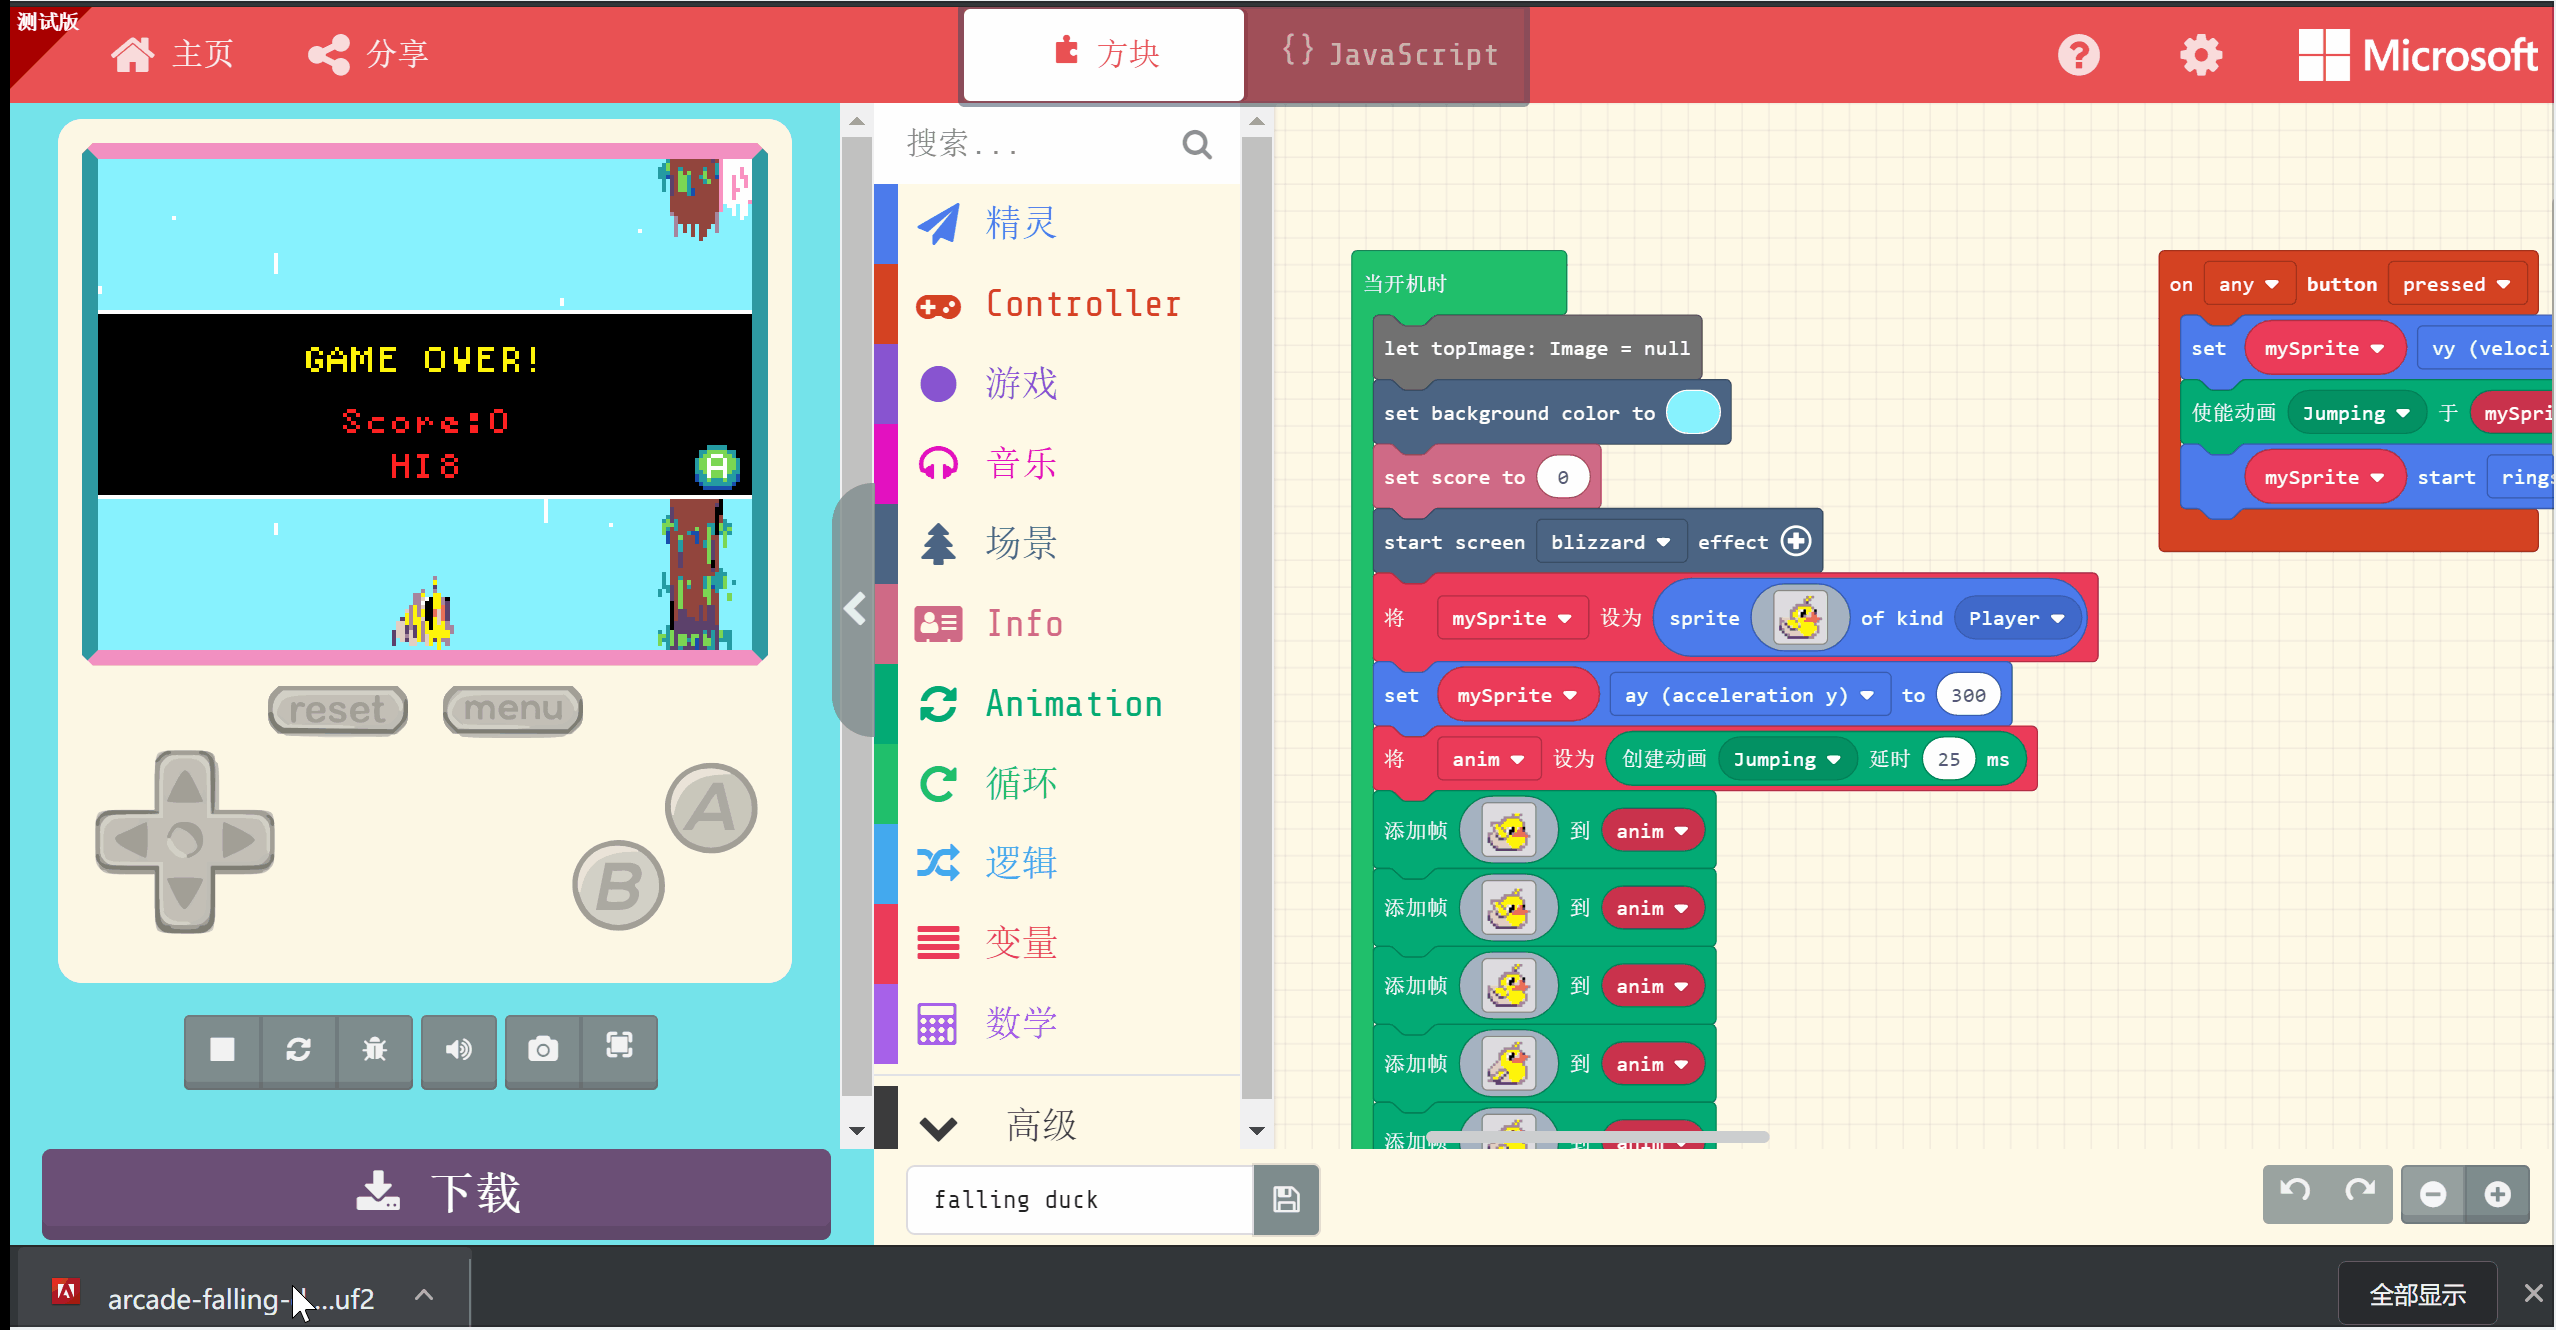 测试版
主页
分享
方块
{} JavaScript
Microsoft
GAME OVER!
Score:0
HI8
A
reset
menu
A
B
下载
搜索...
精灵
Controller
游戏
音乐
场景
Info
Animation
循环
逻辑
变量
数学
高级
当开机时
let topImage: Image = null
set background color to
set score to 0
start screen blizzard effect
将 mySprite 设为 sprite of kind Player
set mySprite ay (acceleration y) to 300
将 anim 设为 创建动画 Jumping 延时 25 ms
添加帧 到 anim
添加帧 到 anim
添加帧 到 anim
添加帧 到 anim
添加帧 到 anim
on any button pressed
set mySprite vy (veloci
使能动画 Jumping 于 mySpri
mySprite start ring
falling duck
arcade-falling-d...uf2
全部显示